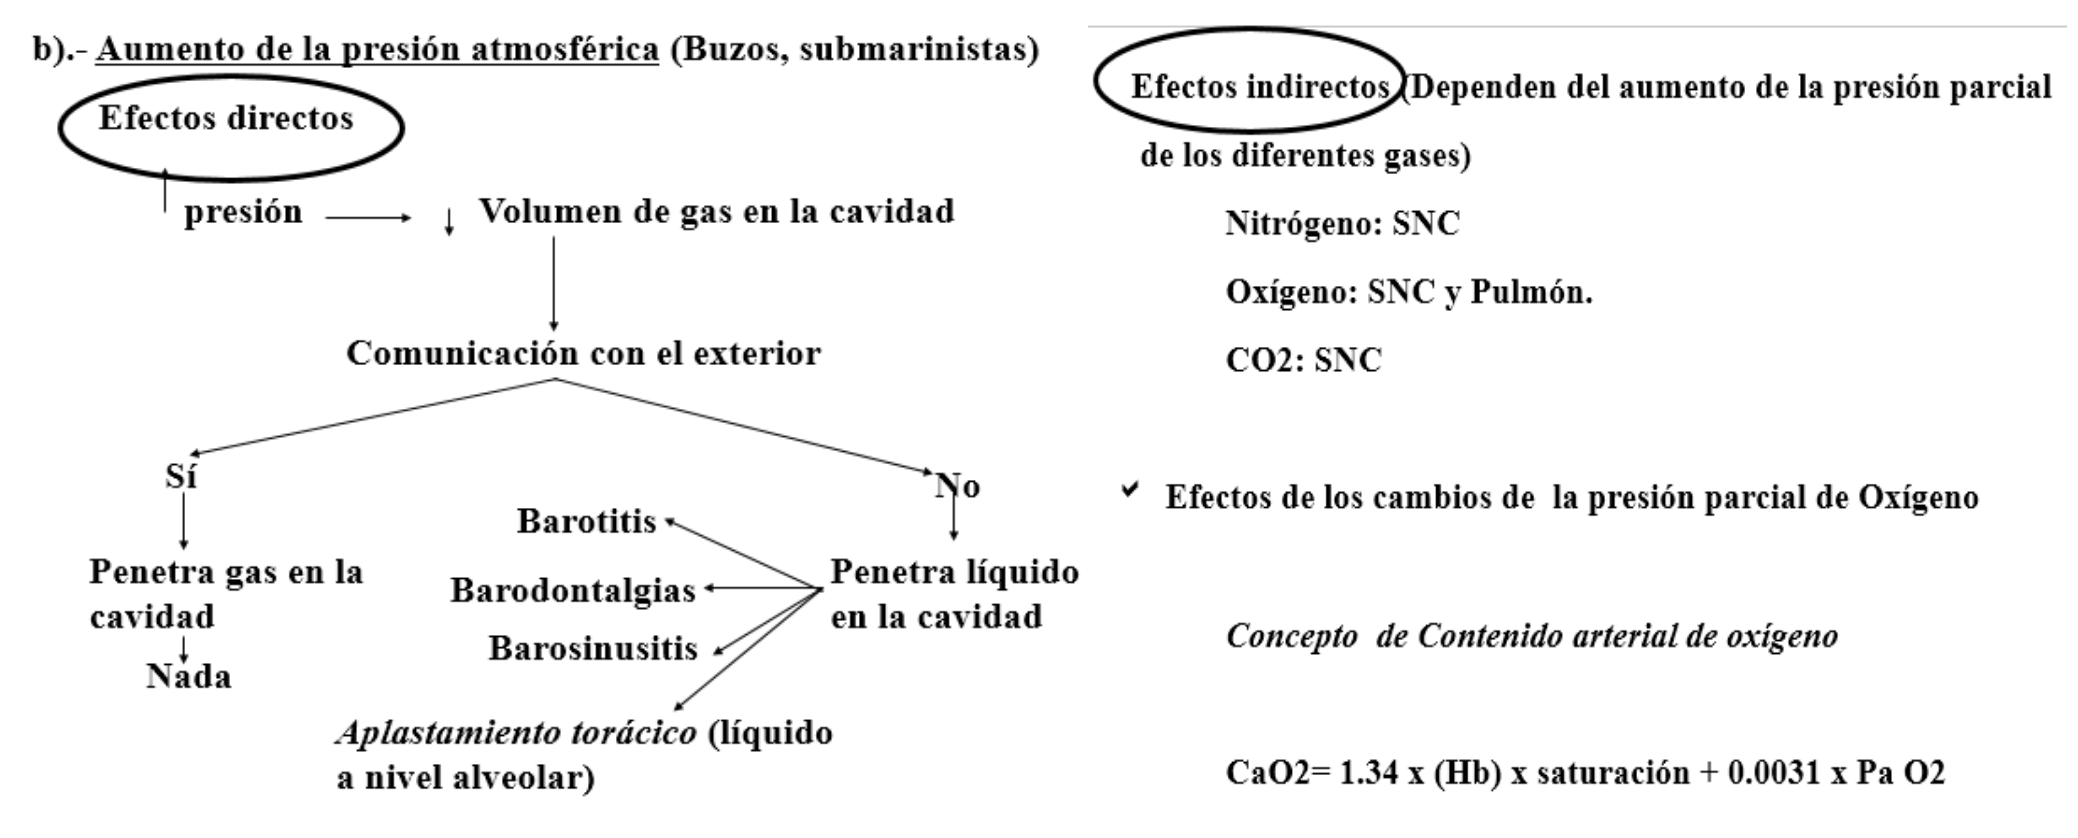 b).- Aumento de la presión atmosférica (Buzos, submarinistas)
Efectos directos
presión
Volumen de gas en la cavidad
Comunicación con el exterior
Sí
No
Penetra gas en la
cavidad
Nada
Penetra líquido
en la cavidad
Barotitis
Barodontalgias
Barosinusitis
Aplastamiento torácico (líquido
a nivel alveolar)
Efectos indirectos (Dependen del aumento de la presión parcial
de los diferentes gases)
Nitrógeno: SNC
Oxígeno: SNC y Pulmón.
CO2: SNC
✓ Efectos de los cambios de la presión parcial de Oxígeno
Concepto de Contenido arterial de oxígeno
CaO2= 1.34 x (Hb) x saturación + 0.0031 x Pa O2